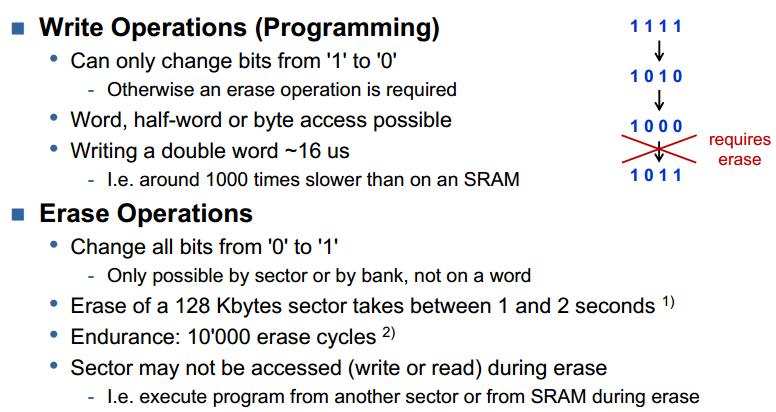 Write Operations (Programming)
Can only change bits from '1' to '0'
- Otherwise an erase operation is required
Word, half-word or byte access possible
Writing a double word ~16 us
- I.e. around 1000 times slower than on an SRAM
1 1 1 1
1 0 1 0
1 0 0 0
requires
erase
1 0 1 1
Erase Operations
Change all bits from '0' to '1'
- Only possible by sector or by bank, not on a word
Erase of a 128 Kbytes sector takes between 1 and 2 seconds 1)
Endurance: 10'000 erase cycles 2)
Sector may not be accessed (write or read) during erase
- I.e. execute program from another sector or from SRAM during erase